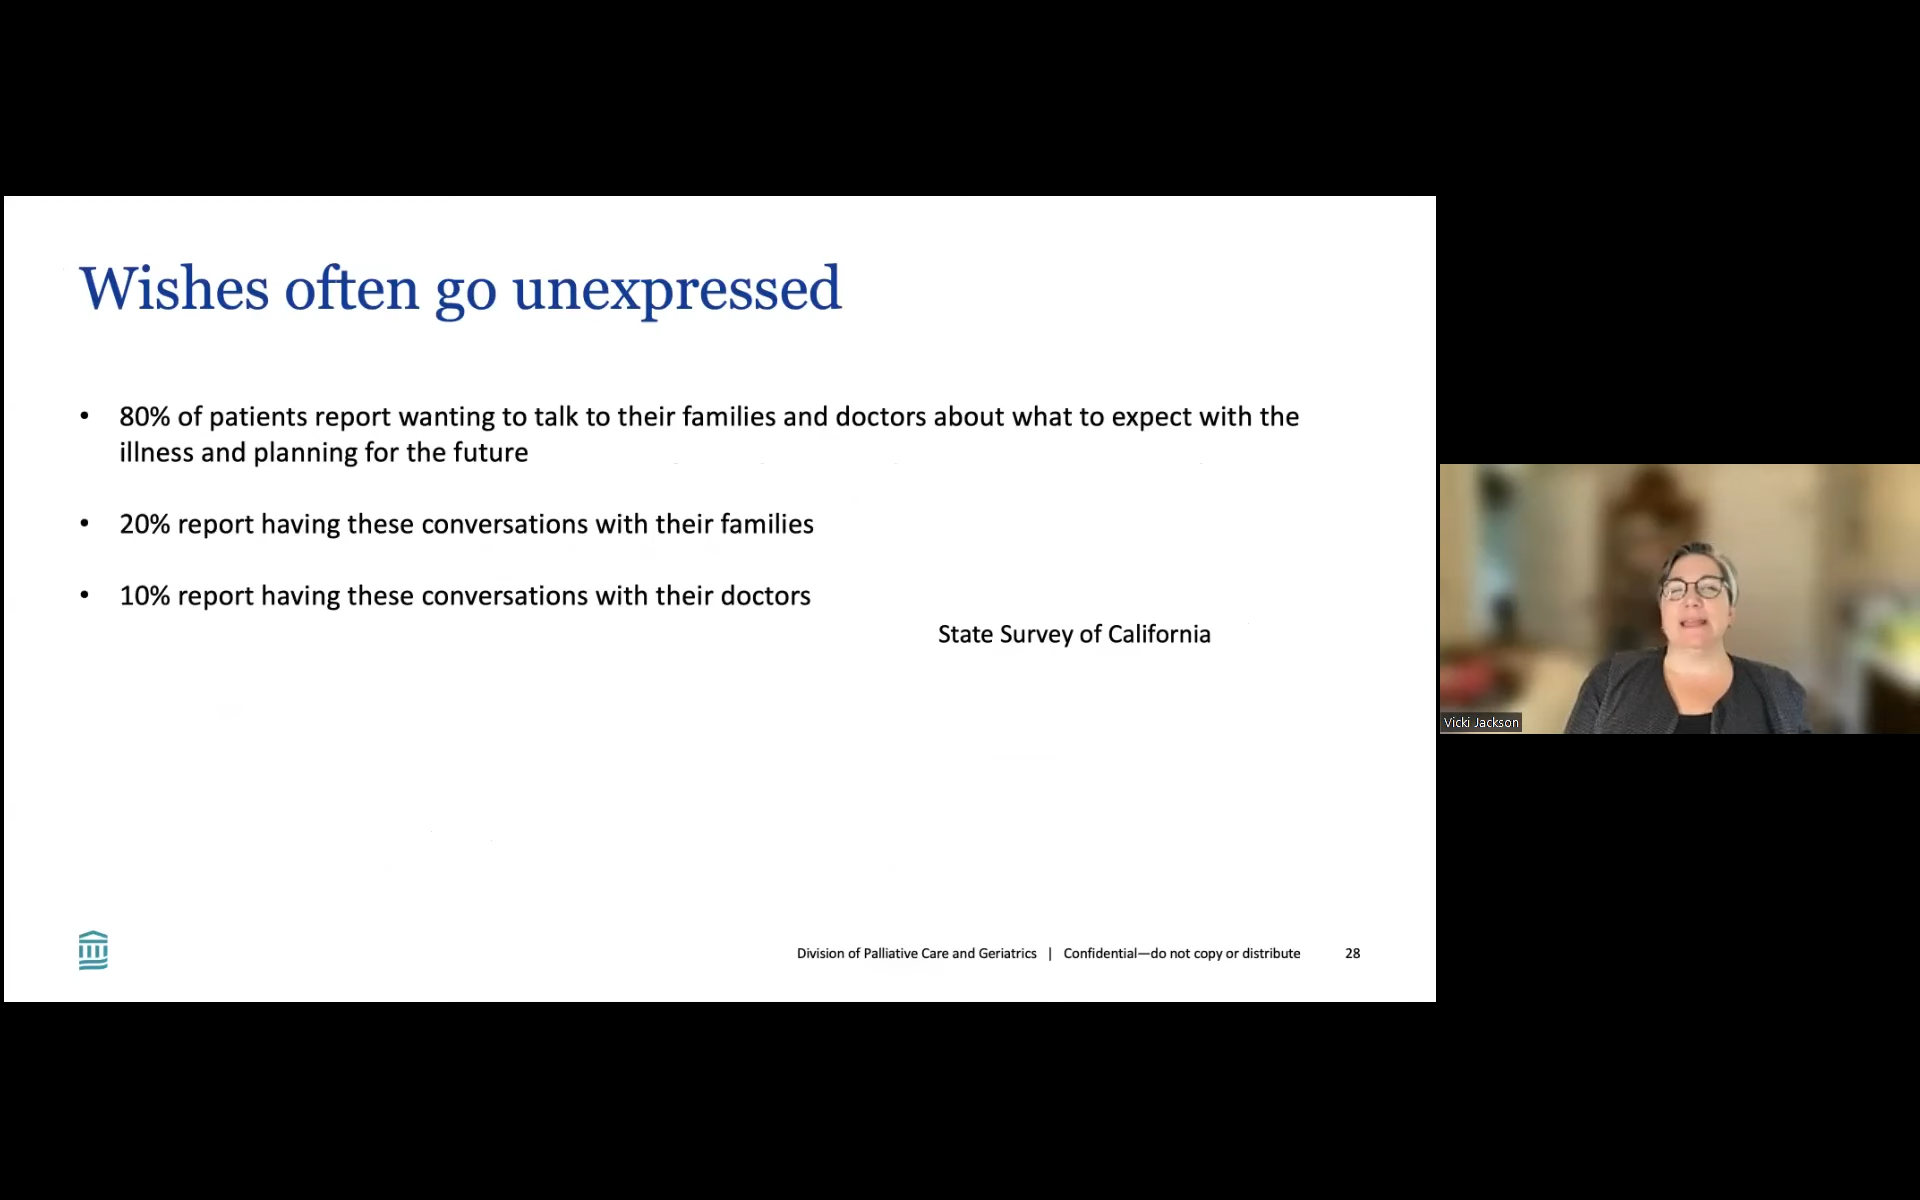 Wishes often go unexpressed
• 80% of patients report wanting to talk to their families and doctors about what to expect with the
illness and planning for the future
• 20% report having these conversations with their families
• 10% report having these conversations with their doctors
State Survey of California
Division of Palliative Care and Geriatrics | Confidential—do not copy or distribute 28
Vicki Jackson